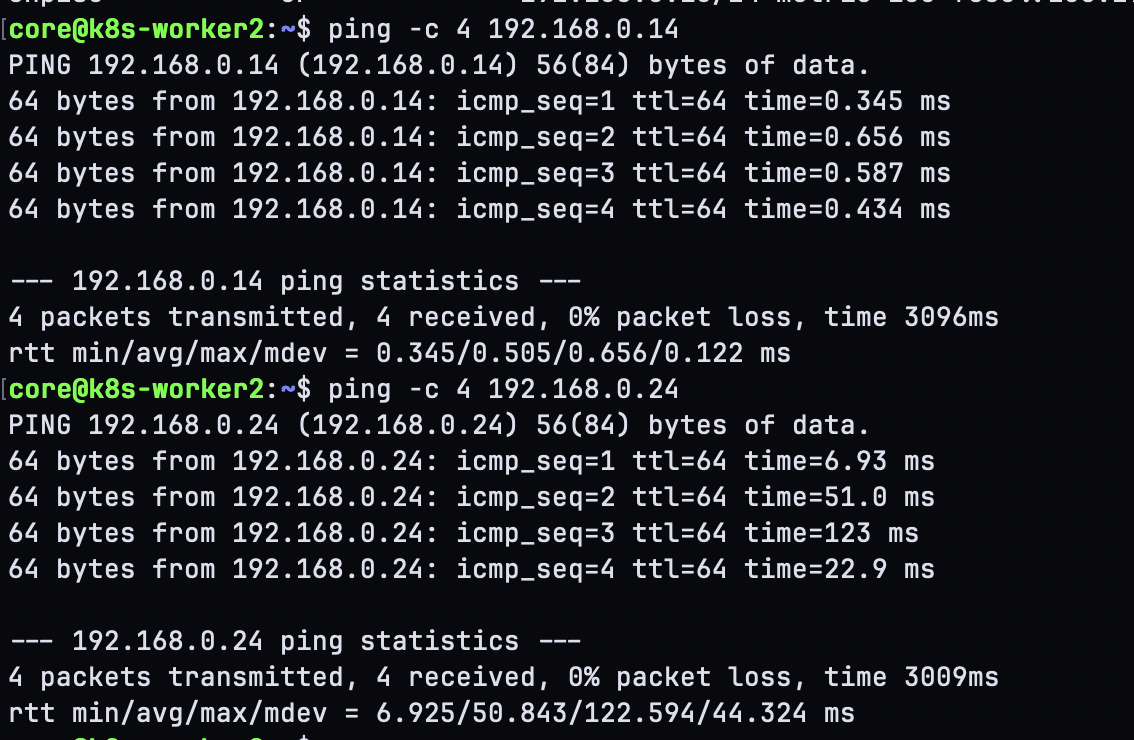 core@k8s-worker2:~$ ping -c 4 192.168.0.14
PING 192.168.0.14 (192.168.0.14) 56(84) bytes of data.
64 bytes from 192.168.0.14: icmp_seq=1 ttl=64 time=0.345 ms
64 bytes from 192.168.0.14: icmp_seq=2 ttl=64 time=0.656 ms
64 bytes from 192.168.0.14: icmp_seq=3 ttl=64 time=0.587 ms
64 bytes from 192.168.0.14: icmp_seq=4 ttl=64 time=0.434 ms
--- 192.168.0.14 ping statistics ---
4 packets transmitted, 4 received, 0% packet loss, time 3096ms
rtt min/avg/max/mdev = 0.345/0.505/0.656/0.122 ms
core@k8s-worker2:~$ ping -c 4 192.168.0.24
PING 192.168.0.24 (192.168.0.24) 56(84) bytes of data.
64 bytes from 192.168.0.24: icmp_seq=1 ttl=64 time=6.93 ms
64 bytes from 192.168.0.24: icmp_seq=2 ttl=64 time=51.0 ms
64 bytes from 192.168.0.24: icmp_seq=3 ttl=64 time=123 ms
64 bytes from 192.168.0.24: icmp_seq=4 ttl=64 time=22.9 ms
--- 192.168.0.24 ping statistics ---
4 packets transmitted, 4 received, 0% packet loss, time 3009ms
rtt min/avg/max/mdev = 6.925/50.843/122.594/44.324 ms